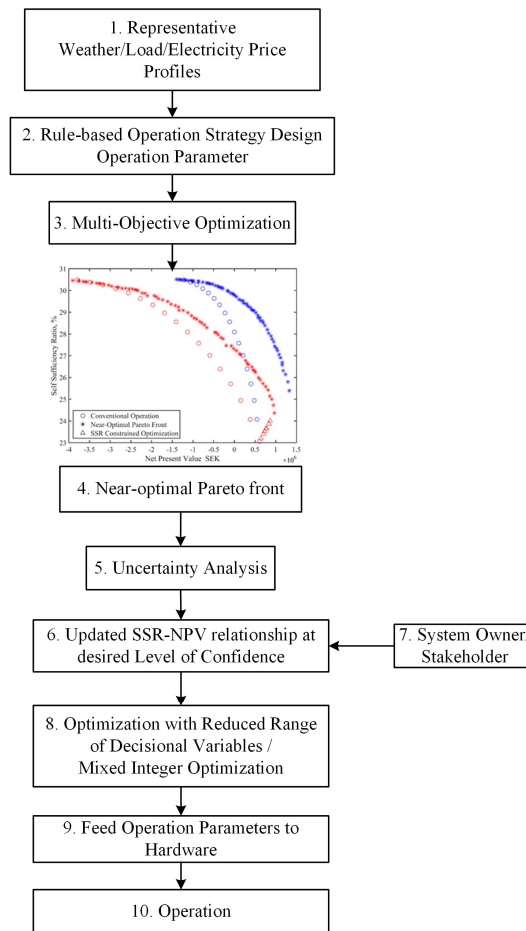 1. Representative
Weather/Load/Electricity Price
Profiles
2. Rule-based Operation Strategy Design
Operation Parameter
3. Multi-Objective Optimization
31
30
29
28
27
26
25
24
23
Self Sufficiency Ratio, %
Conventional Operation
Near-Optimal Pareto Front
SSR Constrained Optimization
-4 -3.5 -3 -2.5 -2 -1.5 -1 -0.5 0 0.5 1 1.5
Net Present Value SEK
×10⁶
4. Near-optimal Pareto front
5. Uncertainty Analysis
6. Updated SSR-NPV relationship at
desired Level of Confidence
7. System Owner/
Stakeholder
8. Optimization with Reduced Range
of Decisional Variables /
Mixed Integer Optimization
9. Feed Operation Parameters to
Hardware
10. Operation